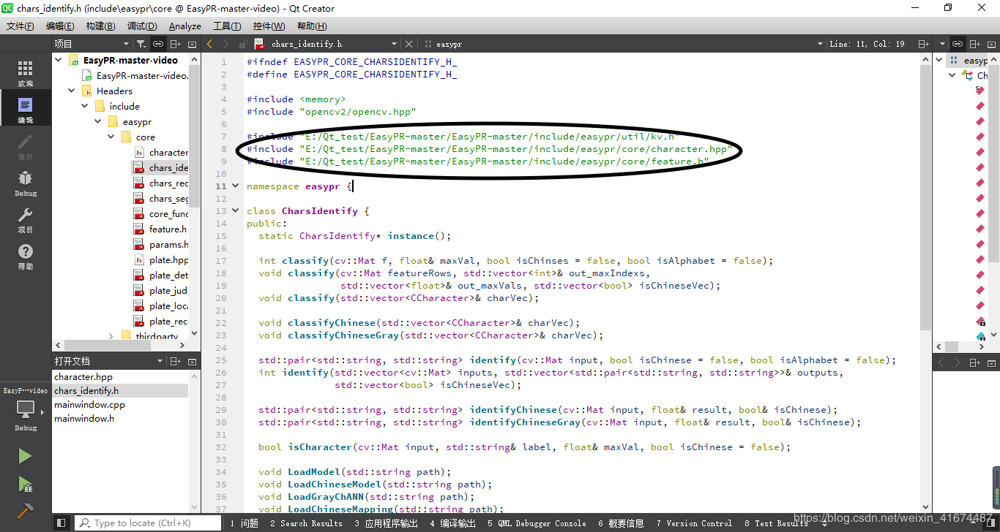 chars_identify.h (include\easypr\core @ EasyPR-master-video) - Qt Creator
文件(F) 编辑(E) 构建(B) 调试(D) Analyze 工具(T) 控件(W) 帮助(H)
项目
chars_identify.h
easypr
Line: 11, Col: 19
欢迎
编辑
设计
Debug
项目
帮助
EasyPR-master-video
EasyPR-master-video.
Headers
include
easypr
core
character
chars_ide
chars_rec
chars_seg
core_func
feature.h
params.h
plate.hpp
plate_det
plate_jud
plate_loca
plate_rec
thirdparty
打开文档
character.hpp
chars_identify.h
mainwindow.cpp
mainwindow.h
EasyP···video
Debug
1 #ifndef EASYPR_CORE_CHARSIDENTIFY_H_
2 #define EASYPR_CORE_CHARSIDENTIFY_H_
3
4 #include <memory>
5 #include "opencv2/opencv.hpp"
6
7 #include "E:/Qt_test/EasyPR-master/EasyPR-master/include/easypr/util/kv.h"
8 #include "E:/Qt_test/EasyPR-master/EasyPR-master/include/easypr/core/character.hpp"
9 #include "E:/Qt_test/EasyPR-master/EasyPR-master/include/easypr/core/feature.h"
10
11 namespace easypr {
12
13 class CharsIdentify {
14 public:
15 static CharsIdentify* instance();
16
17 int classify(cv::Mat f, float& maxVal, bool isChinses = false, bool isAlphabet = false);
18 void classify(cv::Mat featureRows, std::vector<int>& out_maxIndexs,
19 std::vector<float>& out_maxVals, std::vector<bool> isChineseVec);
20 void classify(std::vector<CCharacter>& charVec);
21
22 void classifyChinese(std::vector<CCharacter>& charVec);
23 void classifyChineseGray(std::vector<CCharacter>& charVec);
24
25 std::pair<std::string, std::string> identify(cv::Mat input, bool isChinese = false, bool isAlphabet = false);
26 int identify(std::vector<cv::Mat> inputs, std::vector<std::pair<std::string, std::string>>& outputs,
27 std::vector<bool> isChineseVec);
28
29 std::pair<std::string, std::string> identifyChinese(cv::Mat input, float& result, bool& isChinese);
30 std::pair<std::string, std::string> identifyChineseGray(cv::Mat input, float& result, bool& isChinese);
31
32 bool isCharacter(cv::Mat input, std::string& label, float& maxVal, bool isChinese = false);
33
34 void LoadModel(std::string path);
35 void LoadChineseModel(std::string path);
36 void LoadGrayChANN(std::string path);
37 void LoadChineseMapping(std::string path);
easyp
Ch
Type to locate (Ctrl+K)
1 问题 2 Search Results 3 应用程序输出 4 编译输出 5 QML Debugger Console 6 概要信息 7 Version Control 8 Test Results
https://blog.csdn.net/weixin_41674487